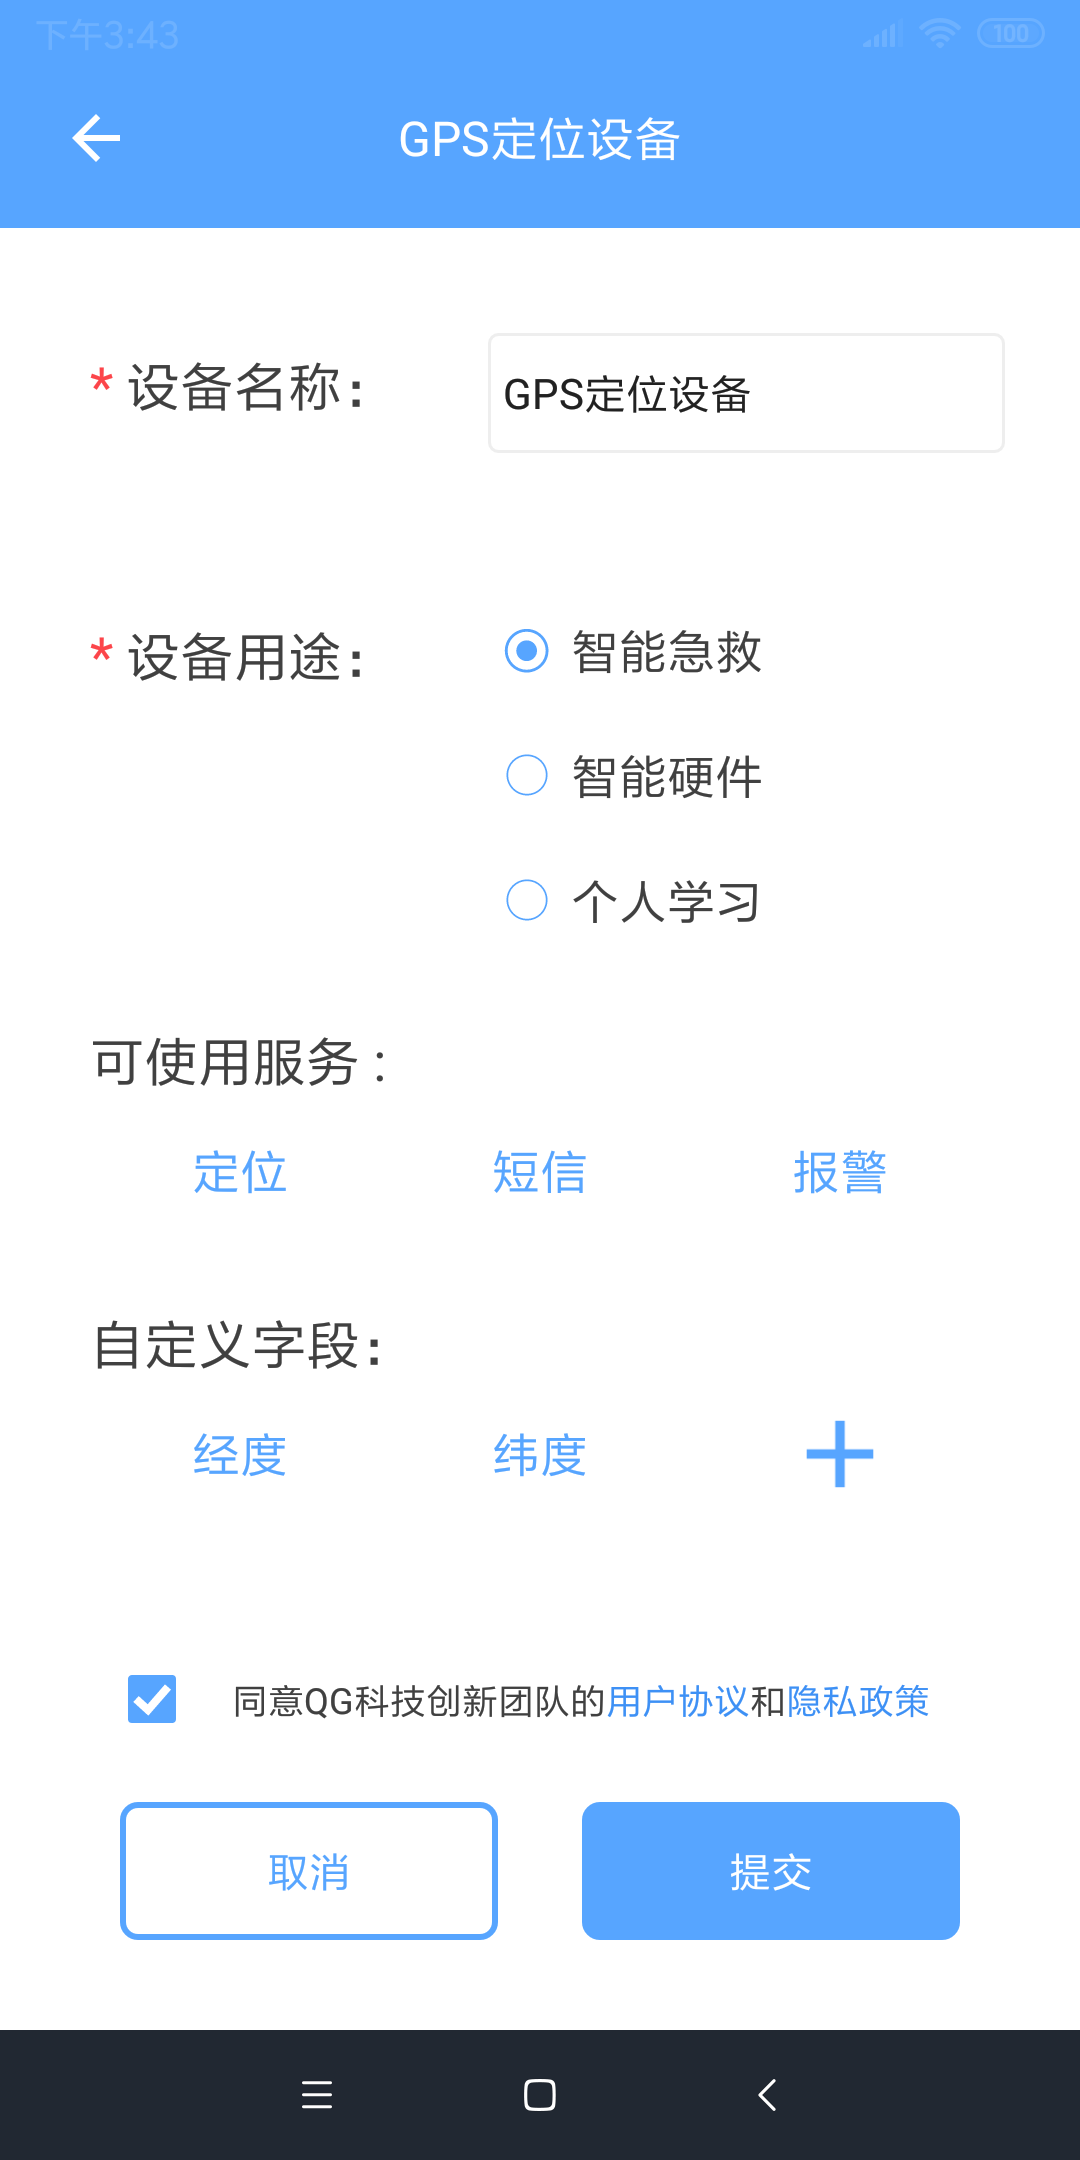 下午3:43
100
GPS定位设备
* 设备名称：
GPS定位设备
* 设备用途：
智能急救
智能硬件
个人学习
可使用服务 :
定位 短信 报警
自定义字段：
经度 纬度 +
同意QG科技创新团队的用户协议和隐私政策
取消 提交